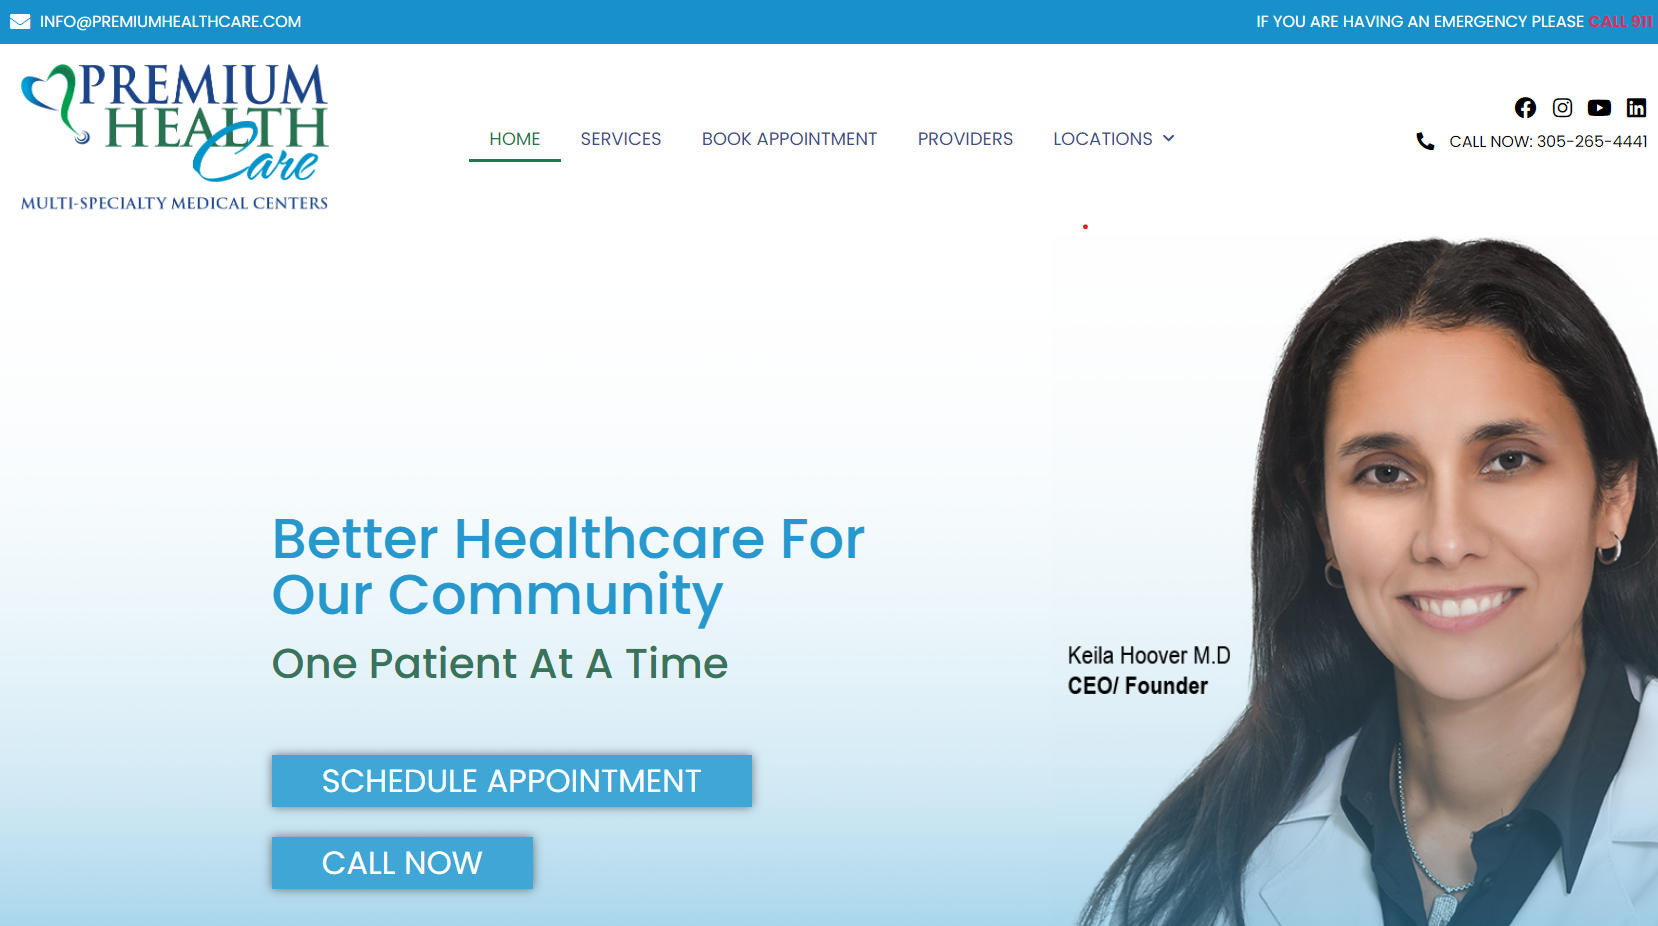 INFO@PREMIUMHEALTHCARE.COM
IF YOU ARE HAVING AN EMERGENCY PLEASE CALL 911
PREMIUM
HEALTH
Care
MULTI-SPECIALTY MEDICAL CENTERS
HOME
SERVICES
BOOK APPOINTMENT
PROVIDERS
LOCATIONS
CALL NOW: 305-265-4441
Better Healthcare For
Our Community
One Patient At A Time
Keila Hoover M.D
CEO/ Founder
SCHEDULE APPOINTMENT
CALL NOW